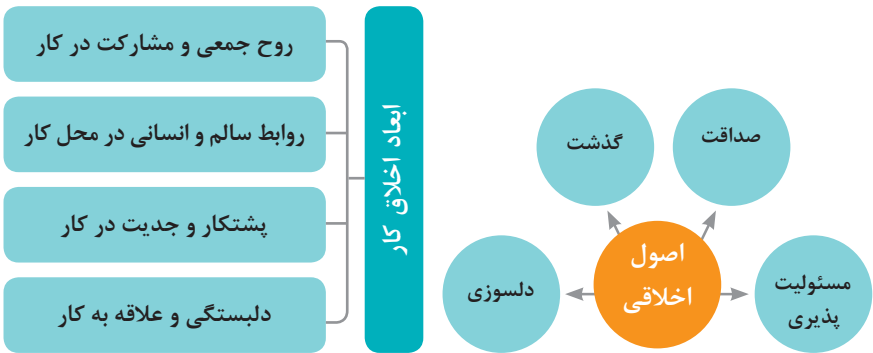 صداقت
گذشت
اصول
اخلاقی
مسئولیت
پذیری
دلسوزی
ابعاد اخلاق کار
روح جمعی و مشارکت در کار
روابط سالم و انسانی در محل کار
پشتکار و جدیت در کار
دلبستگی و علاقه به کار